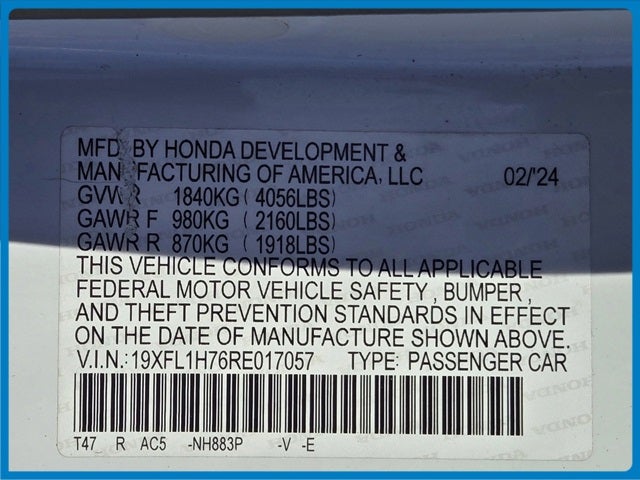 MFD BY HONDA DEVELOPMENT &
MANUFACTURING OF AMERICA, LLC 02/'24
GVWR 1840KG ( 4056LBS)
GAWR F 980KG ( 2160LBS)
GAWR R 870KG ( 1918LBS)
THIS VEHICLE CONFORMS TO ALL APPLICABLE
FEDERAL MOTOR VEHICLE SAFETY , BUMPER ,
AND THEFT PREVENTION STANDARDS IN EFFECT
ON THE DATE OF MANUFACTURE SHOWN ABOVE.
V.I.N.:19XFL1H76RE017057 TYPE: PASSENGER CAR
T47 R AC5 -NH883P -V -E